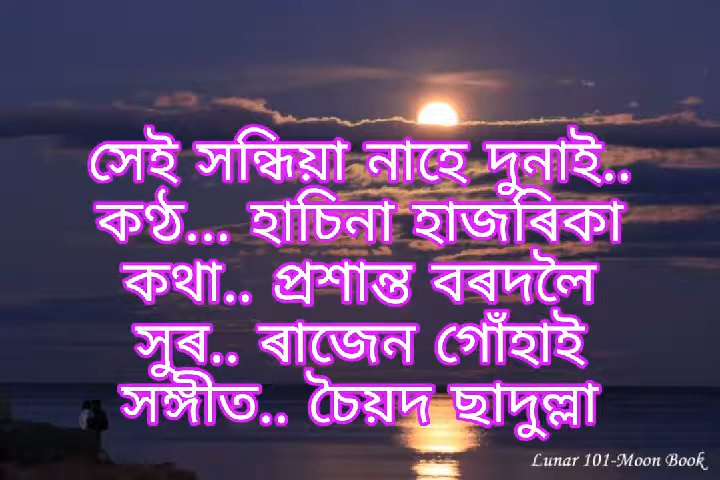 সেই সন্ধিয়া নাহে দুনাই..
কণ্ঠ... হাচিনা হাজৰিকা
কথা.. প্ৰশান্ত বৰদলৈ
সুৰ.. ৰাজেন গোঁহাই
সঙ্গীত.. চৈয়দ ছাদুল্লা
Lunar 101-Moon Book